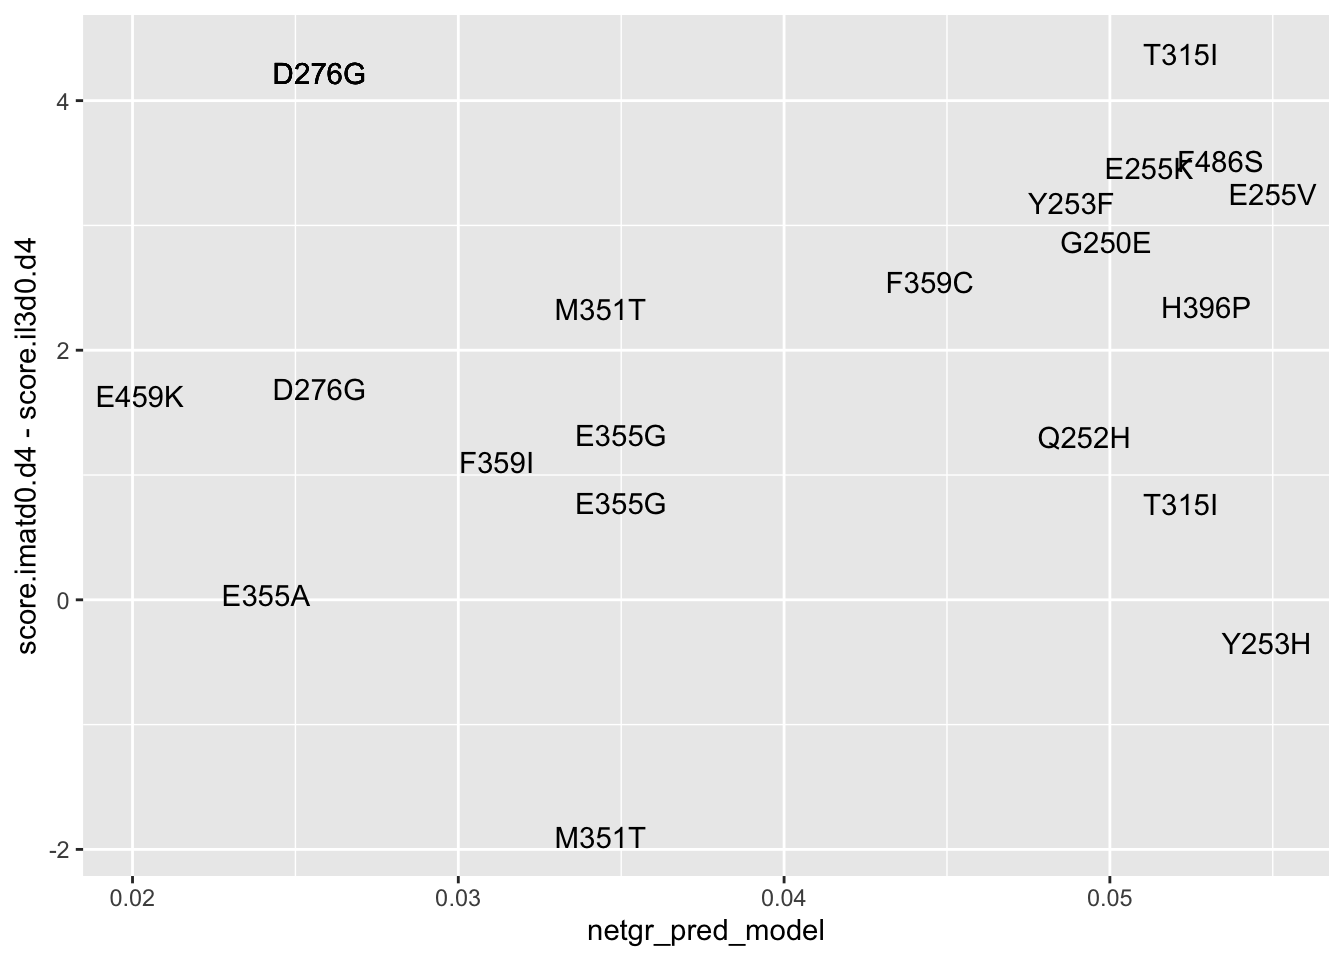 T315I
D276G
4
F486S
E255K
E255V
Y253F
G250E
F359C
M351T
H396P
2
D276G
E459K
E355G
Q252H
F359I
E355G
T315I
0
E355A
Y253H
M351T
-2
0.02
0.03
0.04
0.05
netgr_pred_model
score.imatd0.d4 - score.il3d0.d4